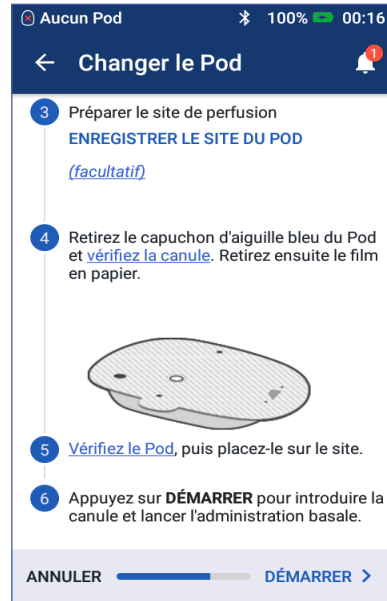 Aucun Pod 100% 00:16
Changer le Pod 1
3 Préparer le site de perfusion
ENREGISTRER LE SITE DU POD
(facultatif)
4 Retirez le capuchon d'aiguille bleu du Pod
et vérifiez la canule. Retirez ensuite le film
en papier.
5 Vérifiez le Pod, puis placez-le sur le site.
6 Appuyez sur DÉMARRER pour introduire la
canule et lancer l'administration basale.
ANNULER DÉMARRER